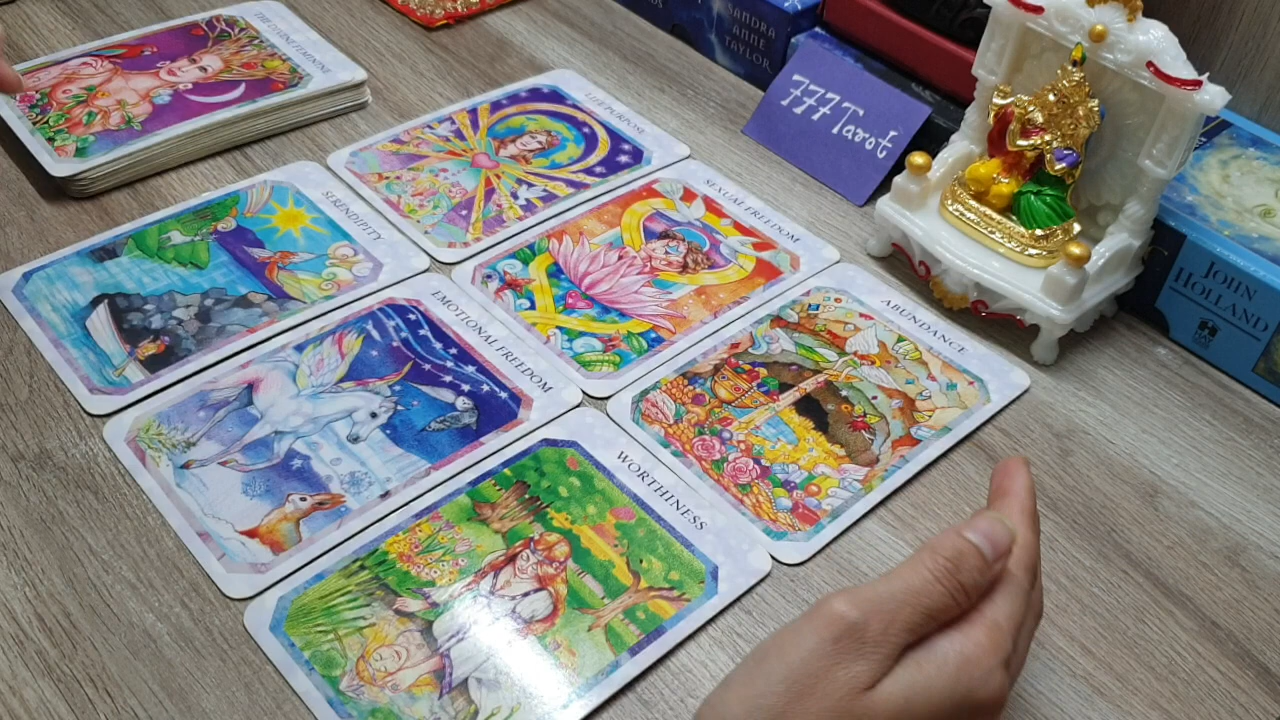 THE DIVINE FEMININE
LIFE PURPOSE
SERENDIPITY
SEXUAL FREEDOM
EMOTIONAL FREEDOM
ABUNDANCE
WORTHINESS
777 Tarot
SANDRA
ANNE
TAYLOR
JOHN
HOLLAND